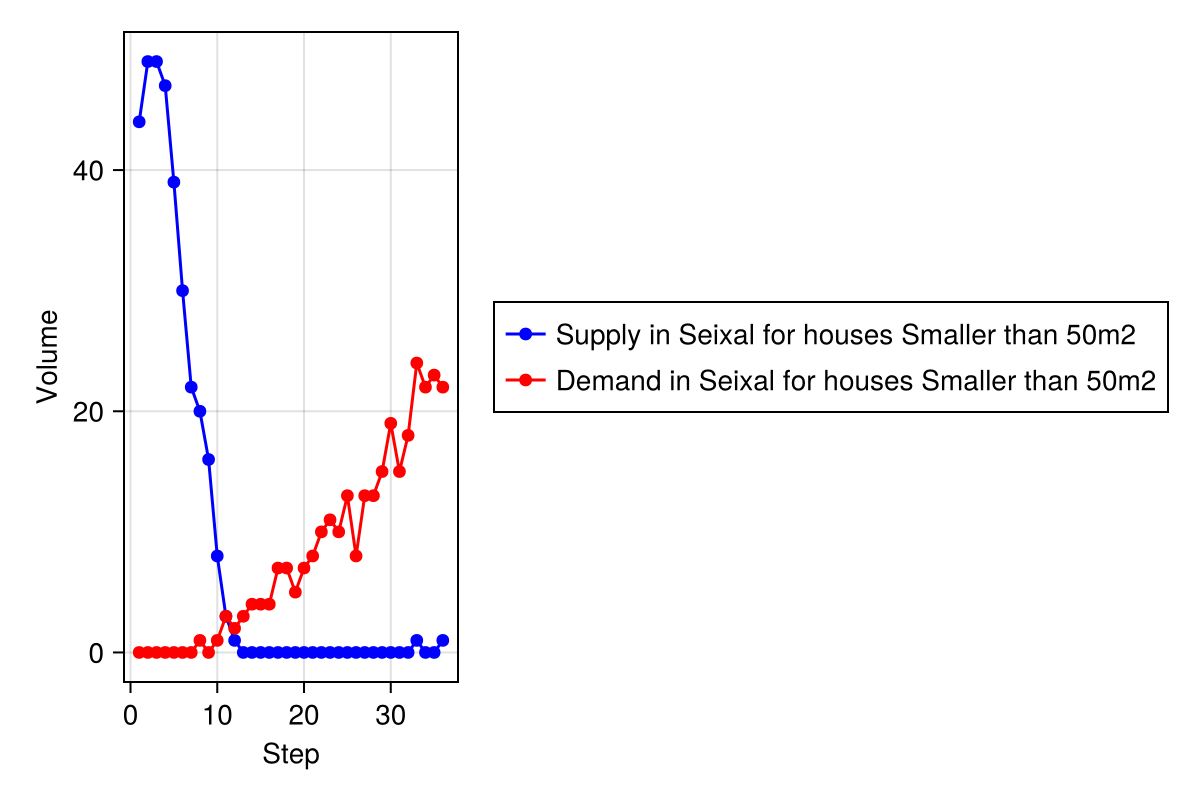 Volume
40
20
0
0 10 20 30
Step
Supply in Seixal for houses Smaller than 50m2
Demand in Seixal for houses Smaller than 50m2